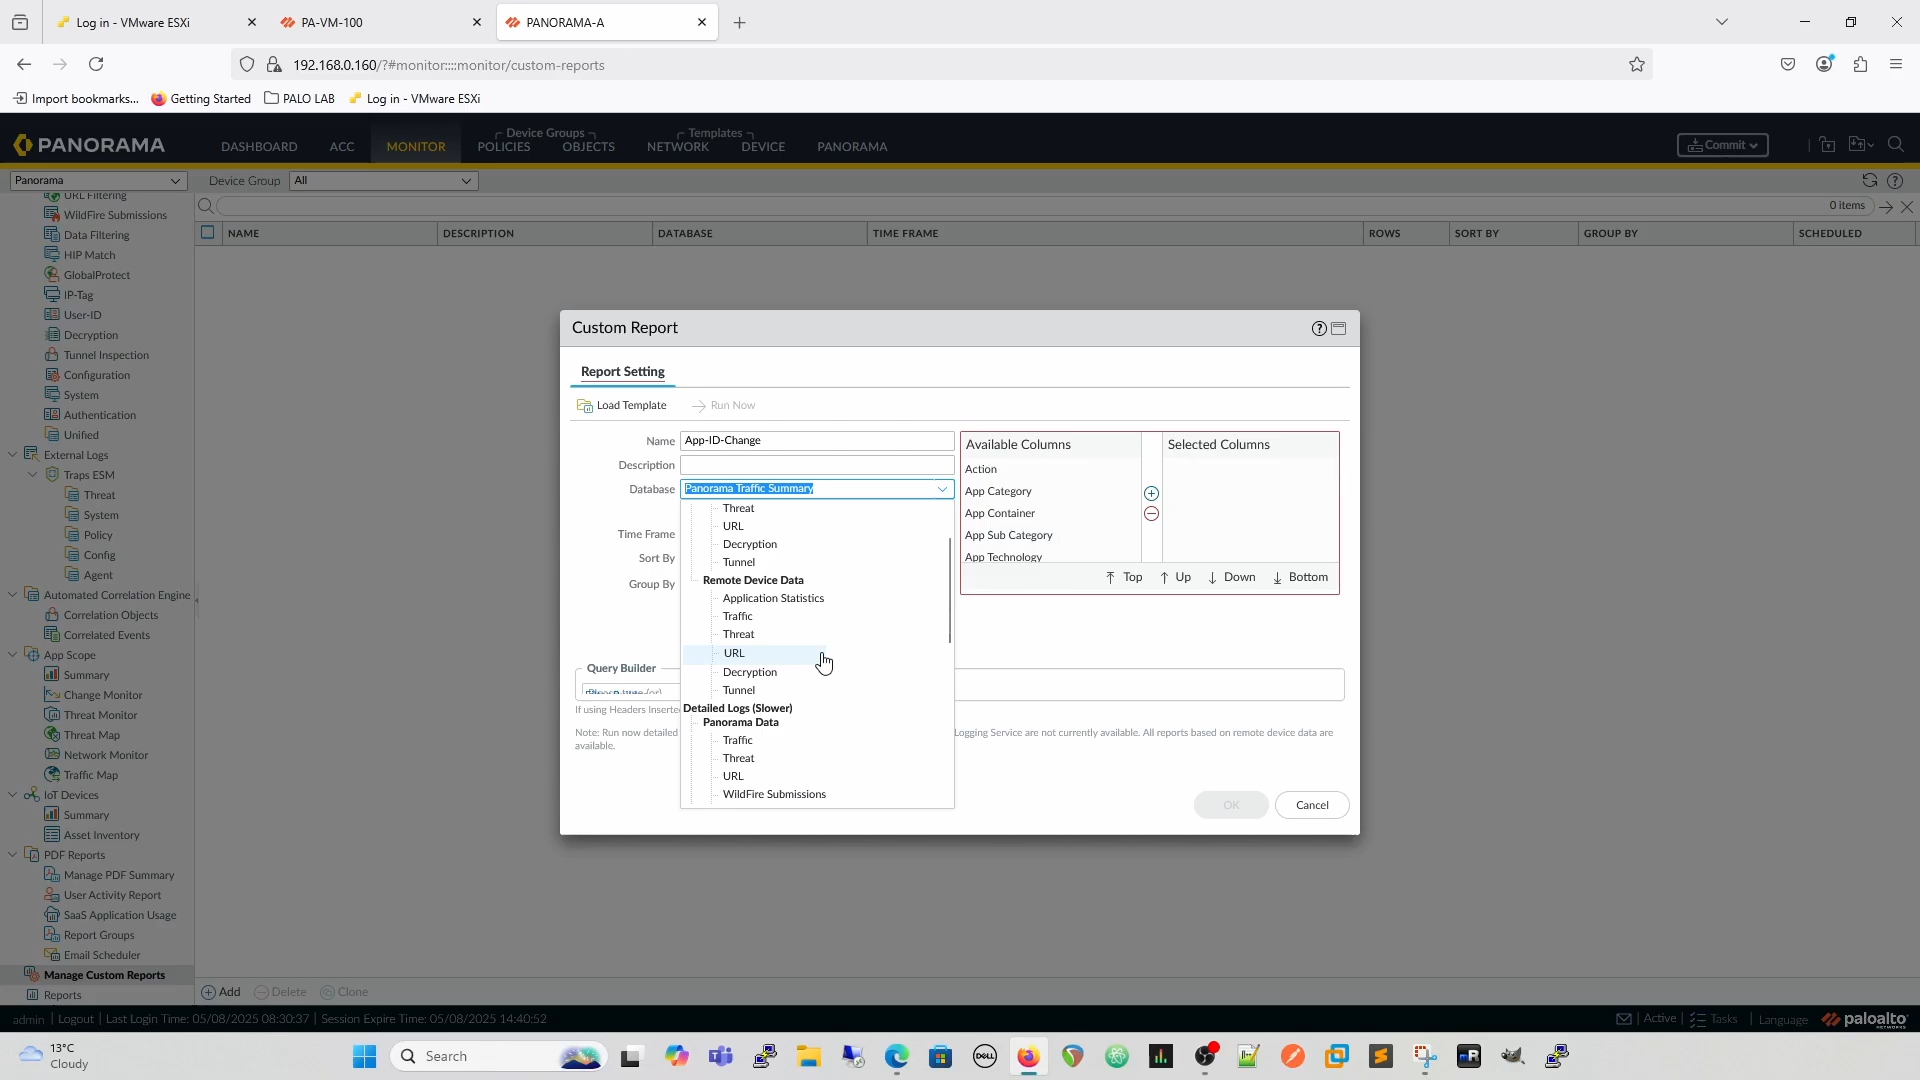 Log in - VMware ESXi
PA-VM-100
PANORAMA-A
192.168.0.160/?#monitor::::monitor/custom-reports
Import bookmarks...
Getting Started
PALO LAB
Log in - VMware ESXi
PANORAMA
DASHBOARD
ACC
MONITOR
Device Groups
POLICIES
OBJECTS
Templates
NETWORK
DEVICE
PANORAMA
Commit
Panorama
Device Group
All
0 items
NAME
DESCRIPTION
DATABASE
TIME FRAME
ROWS
SORT BY
GROUP BY
SCHEDULED
URL Filtering
WildFire Submissions
Data Filtering
HIP Match
GlobalProtect
IP-Tag
User-ID
Decryption
Tunnel Inspection
Configuration
System
Authentication
Unified
External Logs
Traps ESM
Threat
System
Policy
Config
Agent
Automated Correlation Engine
Correlation Objects
Correlated Events
App Scope
Summary
Change Monitor
Threat Monitor
Threat Map
Network Monitor
Traffic Map
IoT Devices
Summary
Asset Inventory
PDF Reports
Manage PDF Summary
User Activity Report
SaaS Application Usage
Report Groups
Email Scheduler
Manage Custom Reports
Reports
Custom Report
Report Setting
Load Template
Run Now
Name
App-ID-Change
Description
Database
Panorama Traffic Summary
Time Frame
Sort By
Group By
Threat
URL
Decryption
Tunnel
Remote Device Data
Application Statistics
Traffic
Threat
URL
Decryption
Tunnel
Detailed Logs (Slower)
Panorama Data
Traffic
Threat
URL
WildFire Submissions
Available Columns
Action
App Category
App Container
App Sub Category
App Technology
Selected Columns
Top
Up
Down
Bottom
Query Builder
If using Headers Inserte
Note: Run now detailed
Logging Service are not currently available. All reports based on remote device data are
available.
OK
Cancel
Add
Delete
Clone
admin
Logout
Last Login Time: 05/08/2025 08:30:37
Session Expire Time: 05/08/2025 14:40:52
Active
Tasks
Language
paloalto
NETWORKS
13°C
Cloudy
Search
DELL